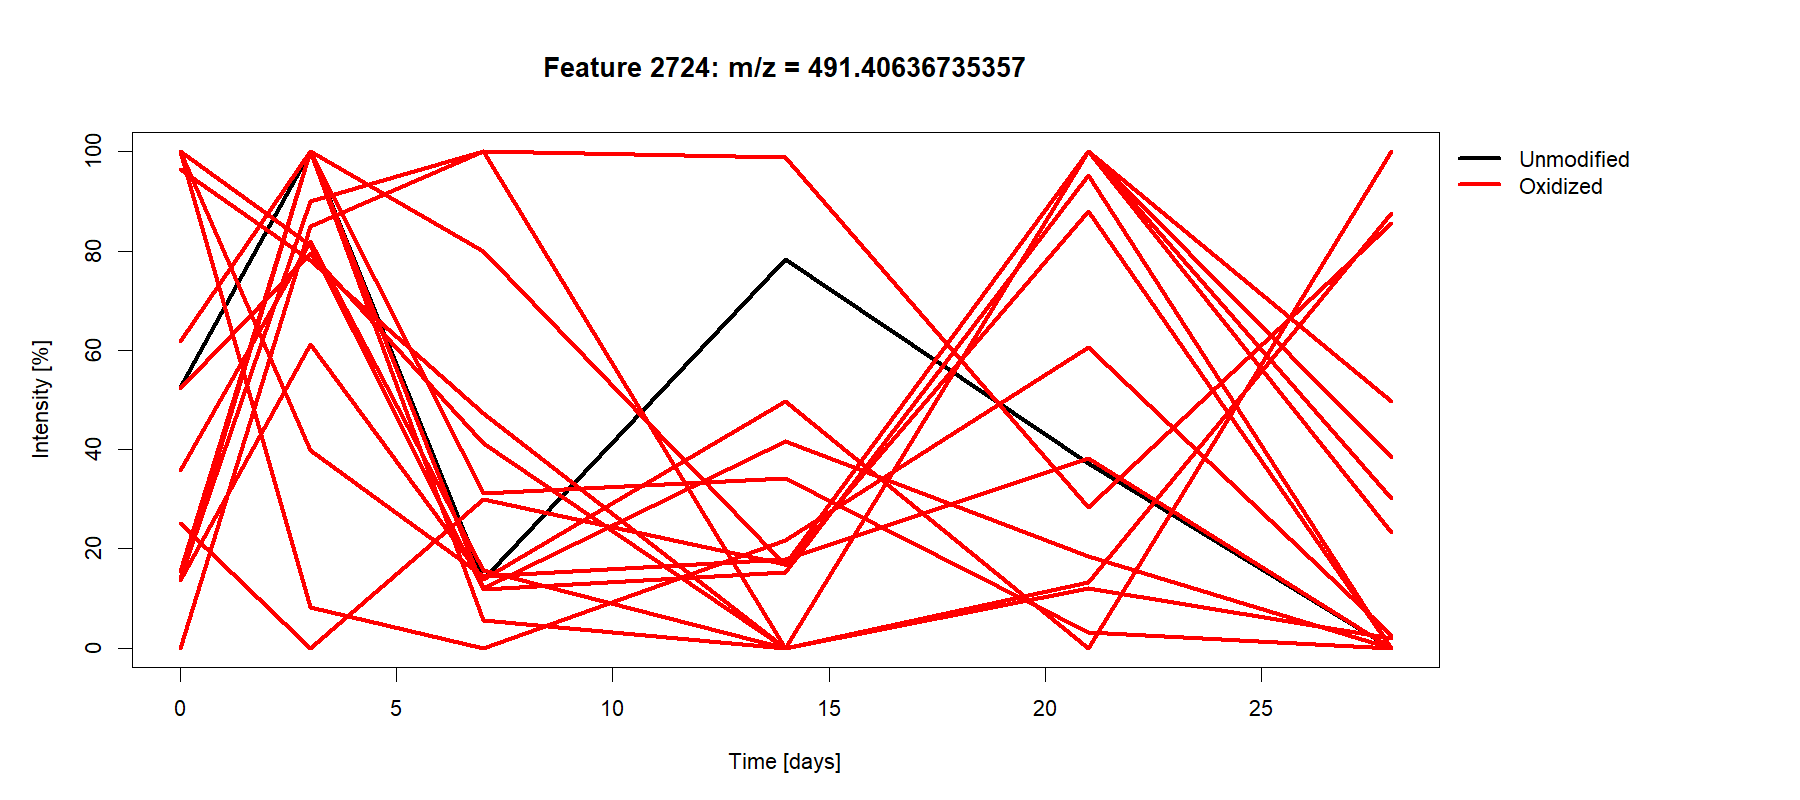 Feature 2724: m/z = 491.40636735357
Unmodified
Oxidized
Intensity [%]
100
80
60
40
20
0
0 5 10 15 20 25
Time [days]